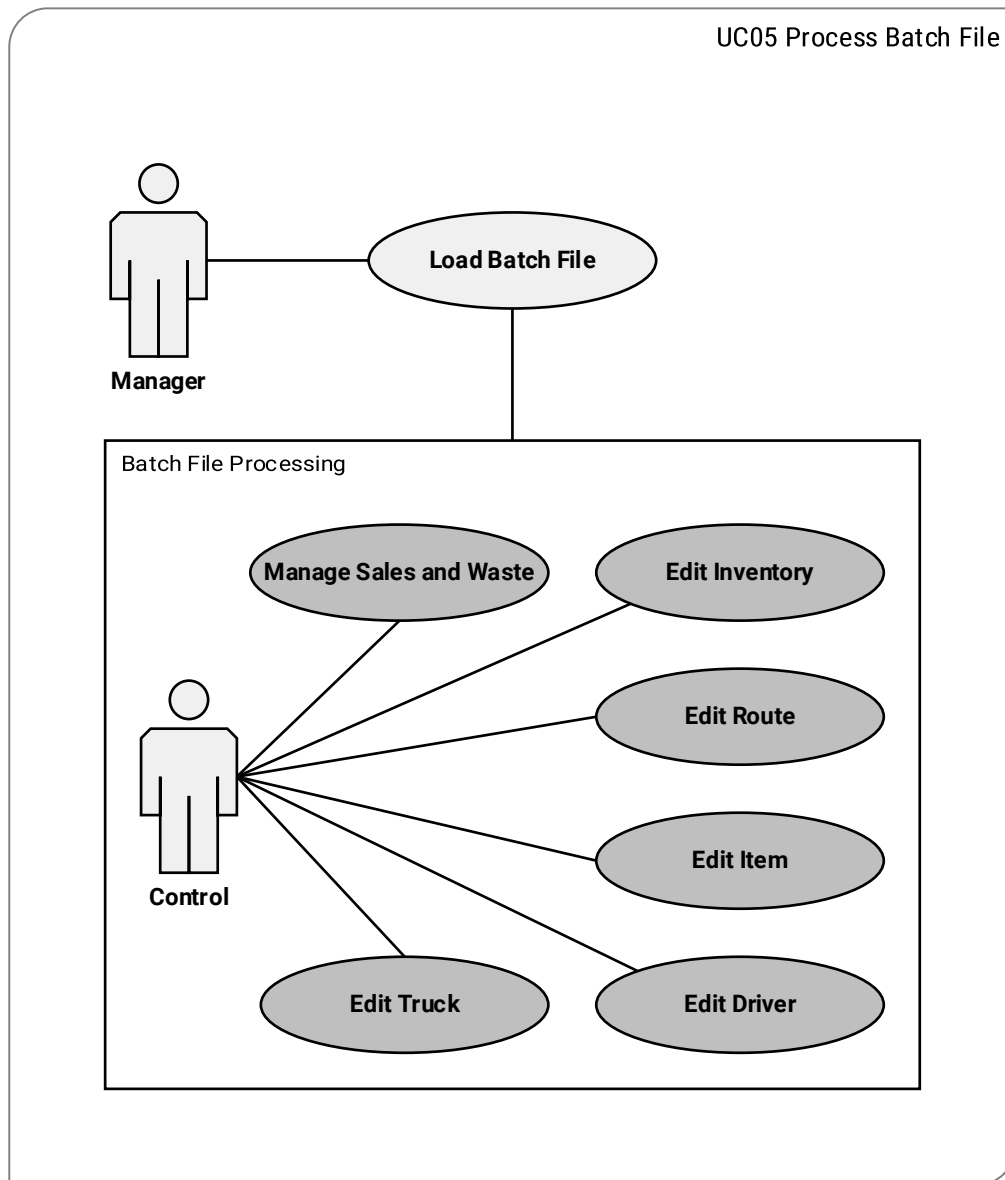 UC05 Process Batch File
Load Batch File
Manager
Batch File Processing
Manage Sales and Waste
Edit Inventory
Edit Route
Edit Item
Control
Edit Truck
Edit Driver